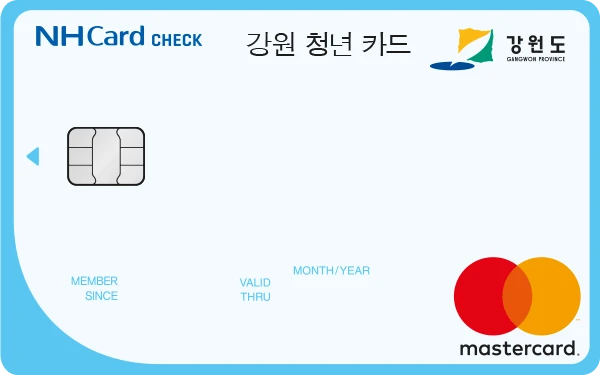 NHCard CHECK
강원 청년 카드
강원도
GANGWON PROVINCE
MONTH/YEAR
MEMBER SINCE
VALID THRU
mastercard.